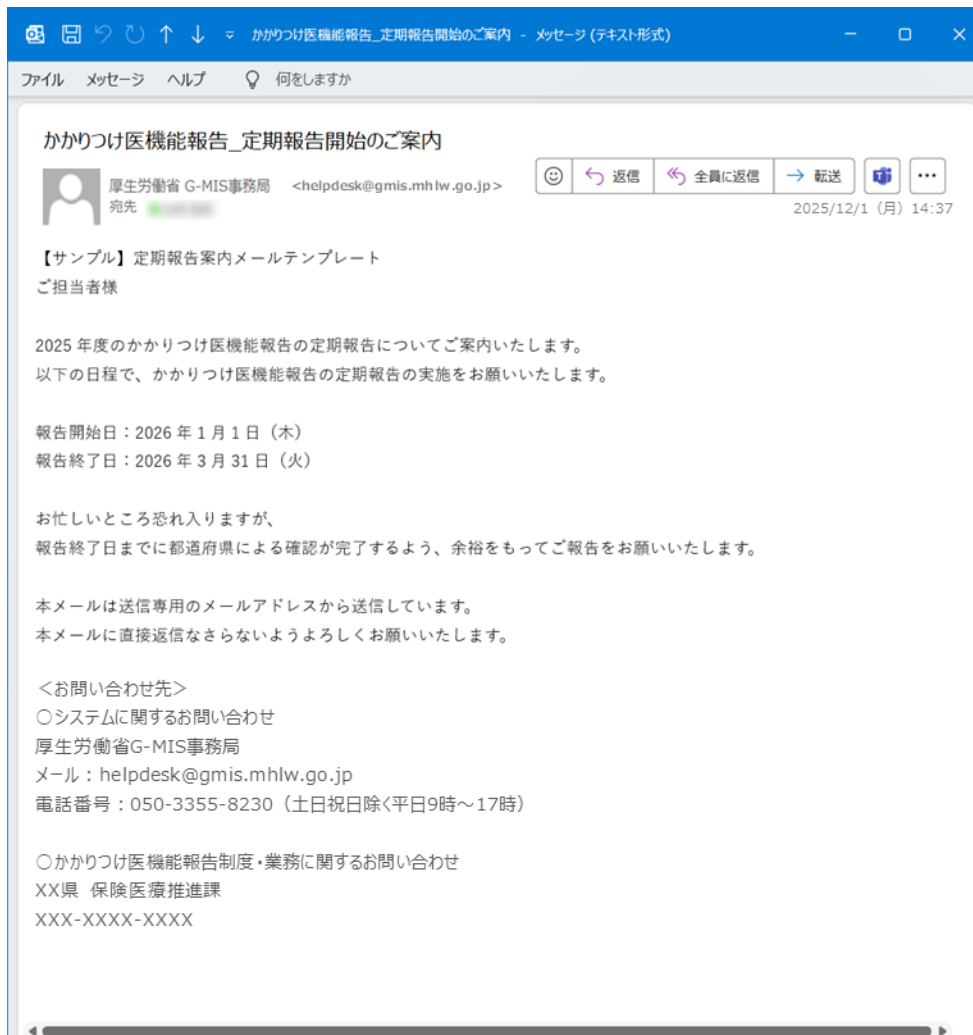 かかりつけ医機能報告_定期報告開始のご案内 - メッセージ (テキスト形式)
ファイル メッセージ ヘルプ 何をしますか
かかりつけ医機能報告_定期報告開始のご案内
厚生労働省 G-MIS事務局 <helpdesk@gmis.mhlw.go.jp>
宛先
返信 全員に返信 転送
2025/12/1 (月) 14:37
【サンプル】定期報告案内メールテンプレート
ご担当者様
2025 年度のかかりつけ医機能報告の定期報告についてご案内いたします。
以下の日程で、かかりつけ医機能報告の定期報告の実施をお願いいたします。
報告開始日：2026 年 1 月 1 日（木）
報告終了日：2026 年 3 月 31 日（火）
お忙しいところ恐れ入りますが、
報告終了日までに都道府県による確認が完了するよう、余裕をもってご報告をお願いいたします。
本メールは送信専用のメールアドレスから送信しています。
本メールに直接返信なさらないようよろしくお願いいたします。
＜お問い合わせ先＞
○システムに関するお問い合わせ
厚生労働省G-MIS事務局
メール：helpdesk@gmis.mhlw.go.jp
電話番号：050-3355-8230（土日祝日除く平日9時～17時）
○かかりつけ医機能報告制度・業務に関するお問い合わせ
XX県 保険医療推進課
XXX-XXXX-XXXX